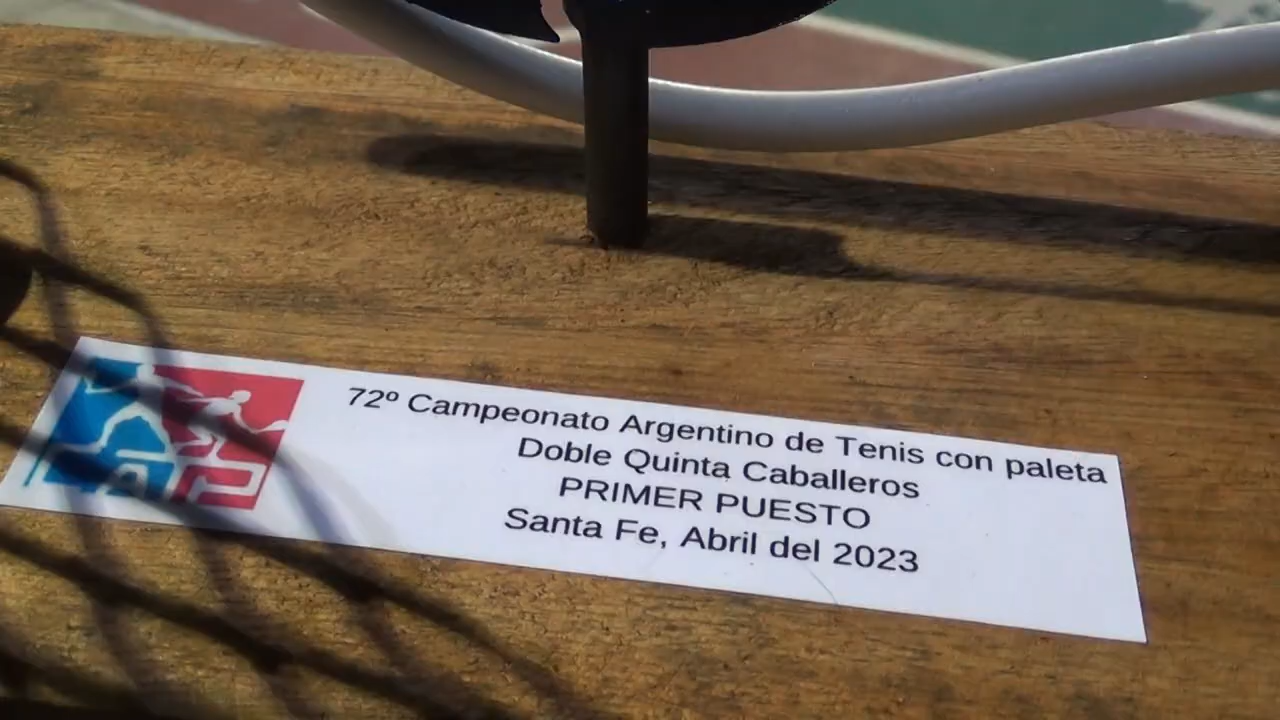 72º Campeonato Argentino de Tenis con paleta
Doble Quinta Caballeros
PRIMER PUESTO
Santa Fe, Abril del 2023